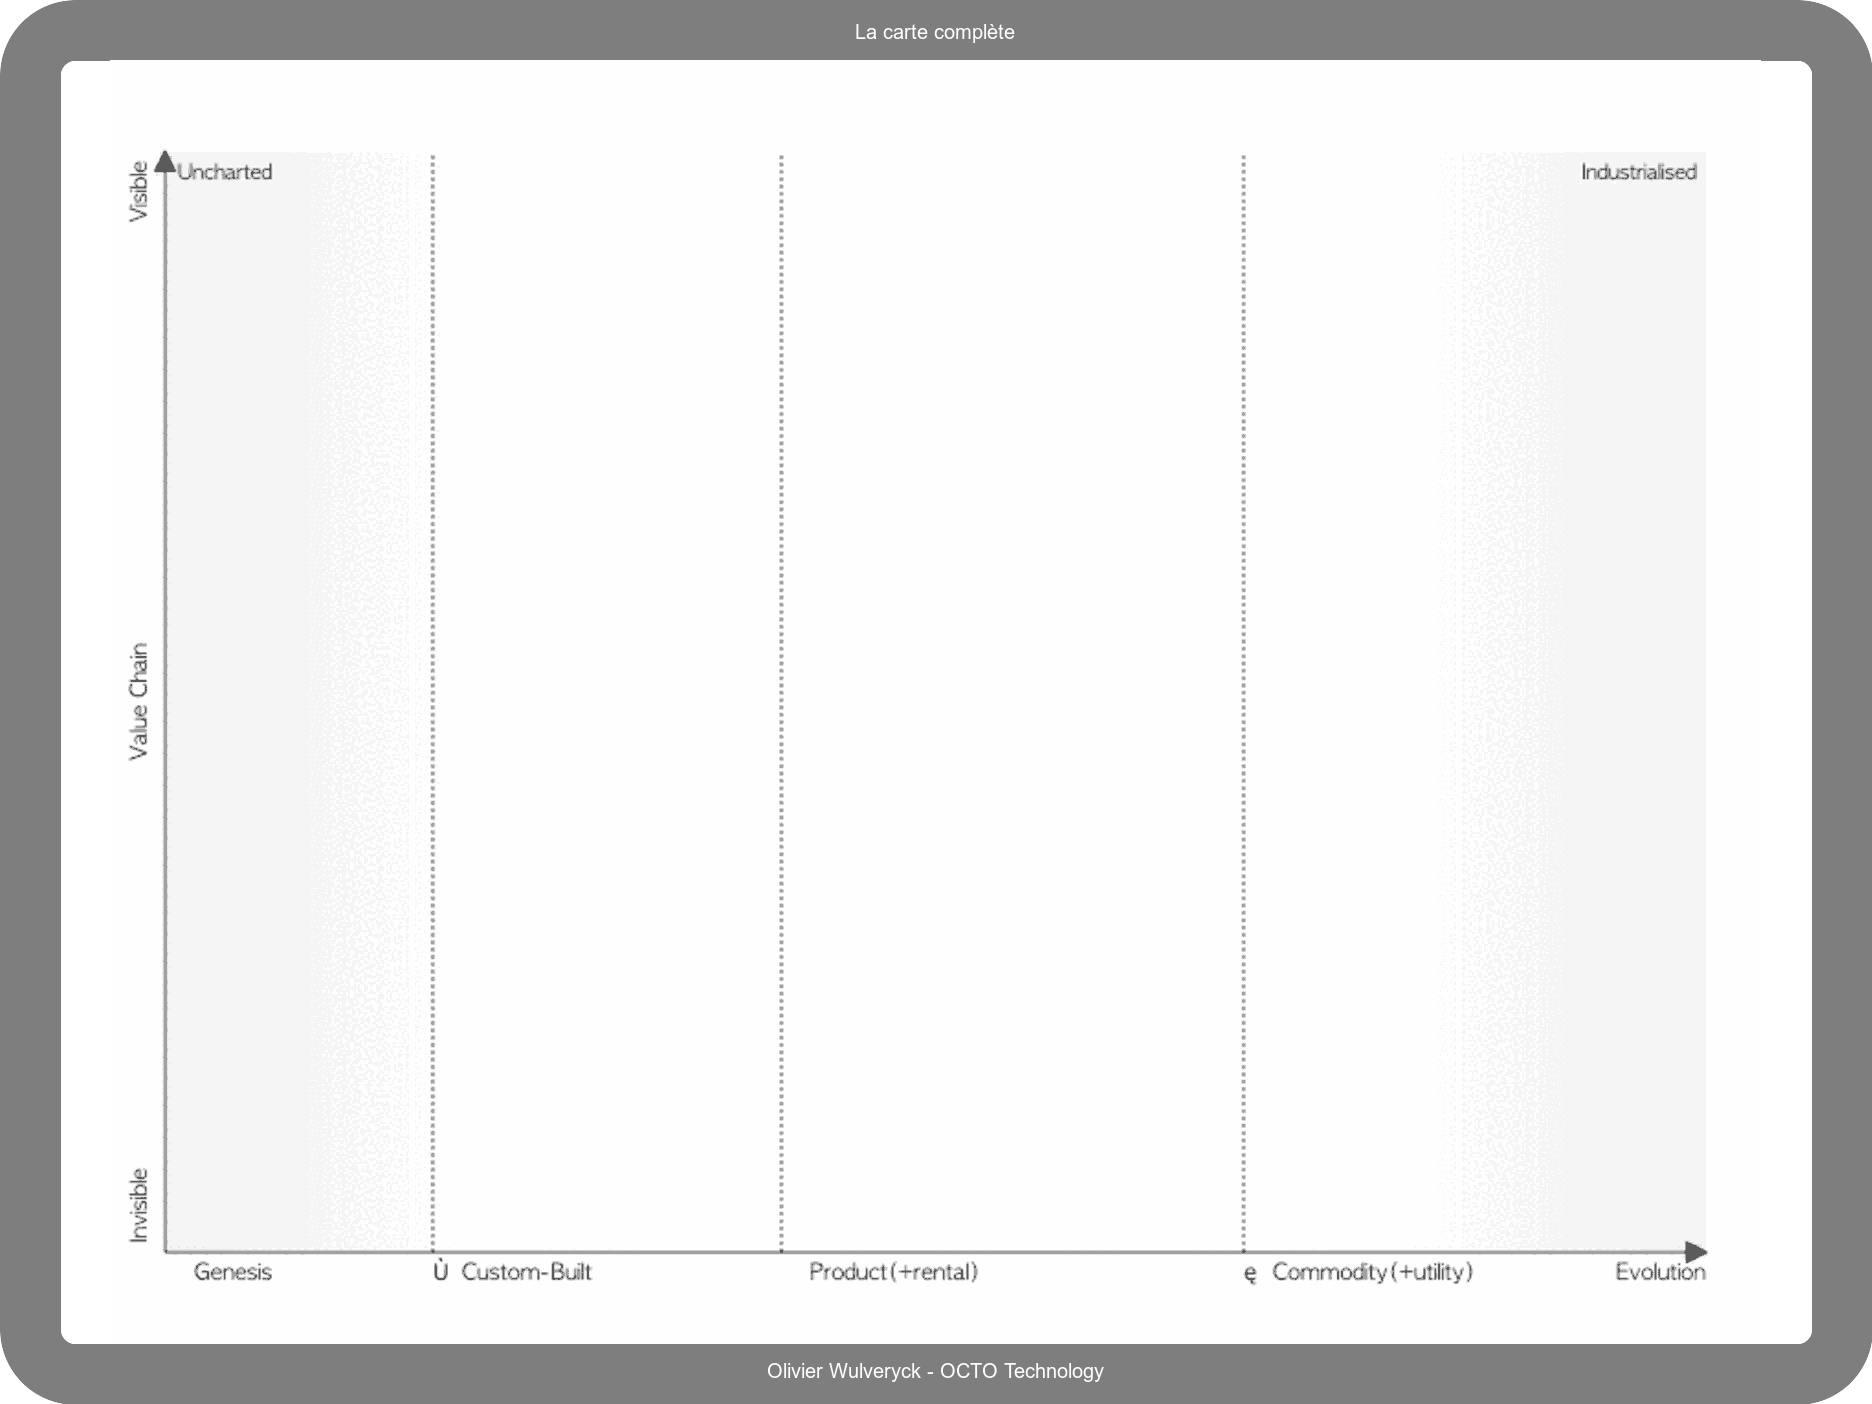 La carte complète
Visible
Uncharted
Industrialised
Value Chain
Invisible
Genesis
Ù Custom-Built
Product(+rental)
ę Commodity(+utility)
Evolution
Olivier Wulveryck - OCTO Technology